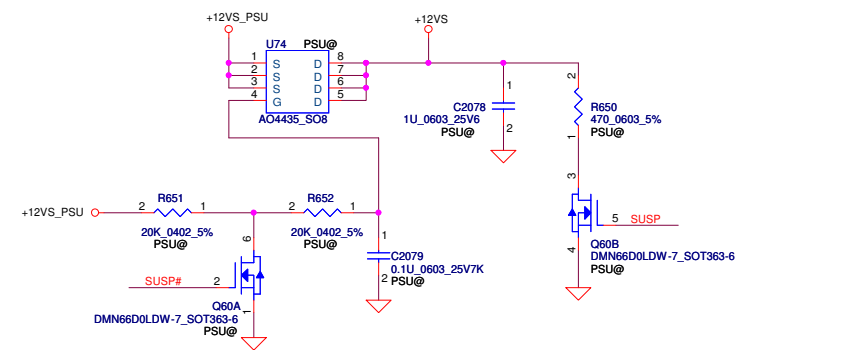 +12VS_PSU
+12VS
U74 PSU@
1 S D 8
2 S D 7
3 S D 6
4 G D 5
AO4435_SO8
1
C2078
1U_0603_25V6
PSU@
2
2
R650
470_0603_5%
PSU@
1
+12VS_PSU
2 R651 1
20K_0402_5%
PSU@
2 R652 1
20K_0402_5%
PSU@
1
C2079
0.1U_0603_25V7K
PSU@
2
6
SUSP# 2
Q60A
DMN66D0LDW-7_SOT363-6
PSU@
1
3
5 SUSP
4
Q60B
DMN66D0LDW-7_SOT363-6
PSU@